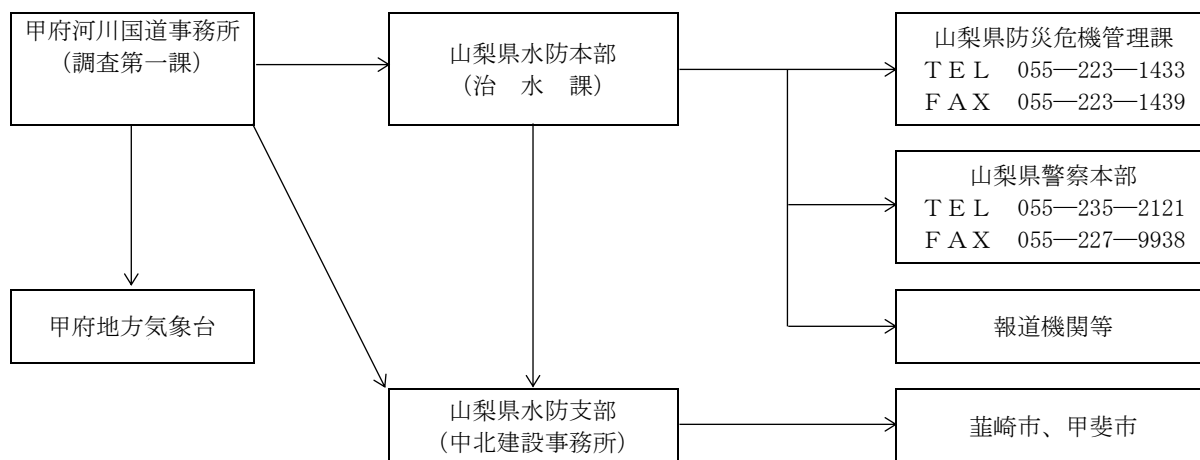 甲府河川国道事務所
(調査第一課)
山梨県水防本部
(治　水　課)
山梨県防災危機管理課
ＴＥＬ　055―223―1433
ＦＡＸ　055―223―1439
山梨県警察本部
ＴＥＬ　055―235―2121
ＦＡＸ　055―227―9938
甲府地方気象台
報道機関等
山梨県水防支部
(中北建設事務所)
韮崎市、甲斐市